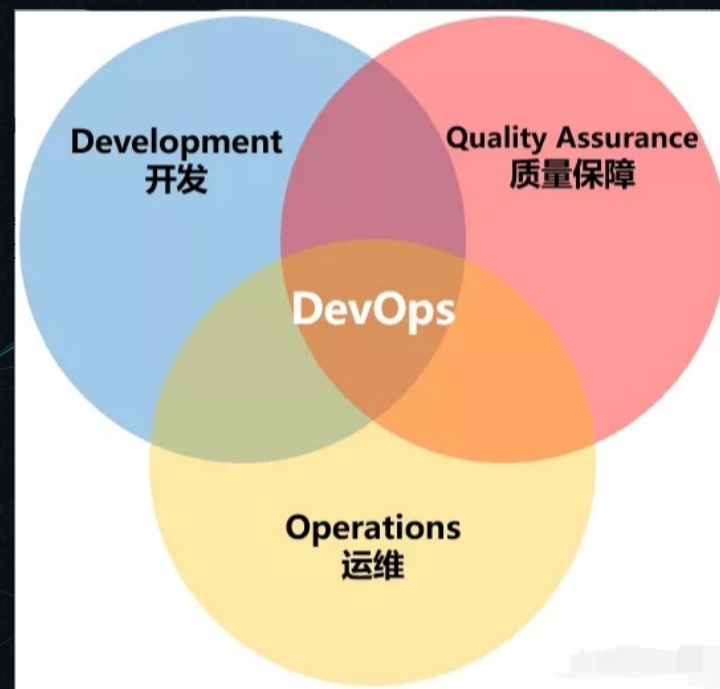 Development
开发
Quality Assurance
质量保障
DevOps
Operations
运维